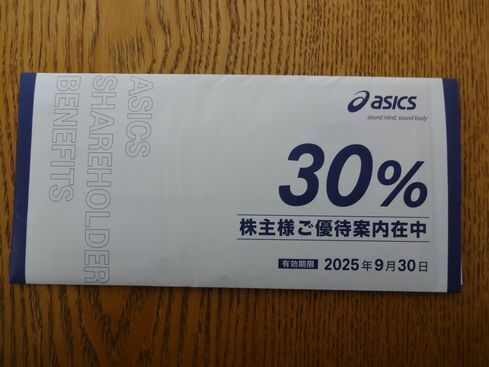 asics
sound mind, sound body
30%
株主様ご優待案内在中
有効期限 2025年9月30日
ASICS
SHAREHOLDER
BENEFITS